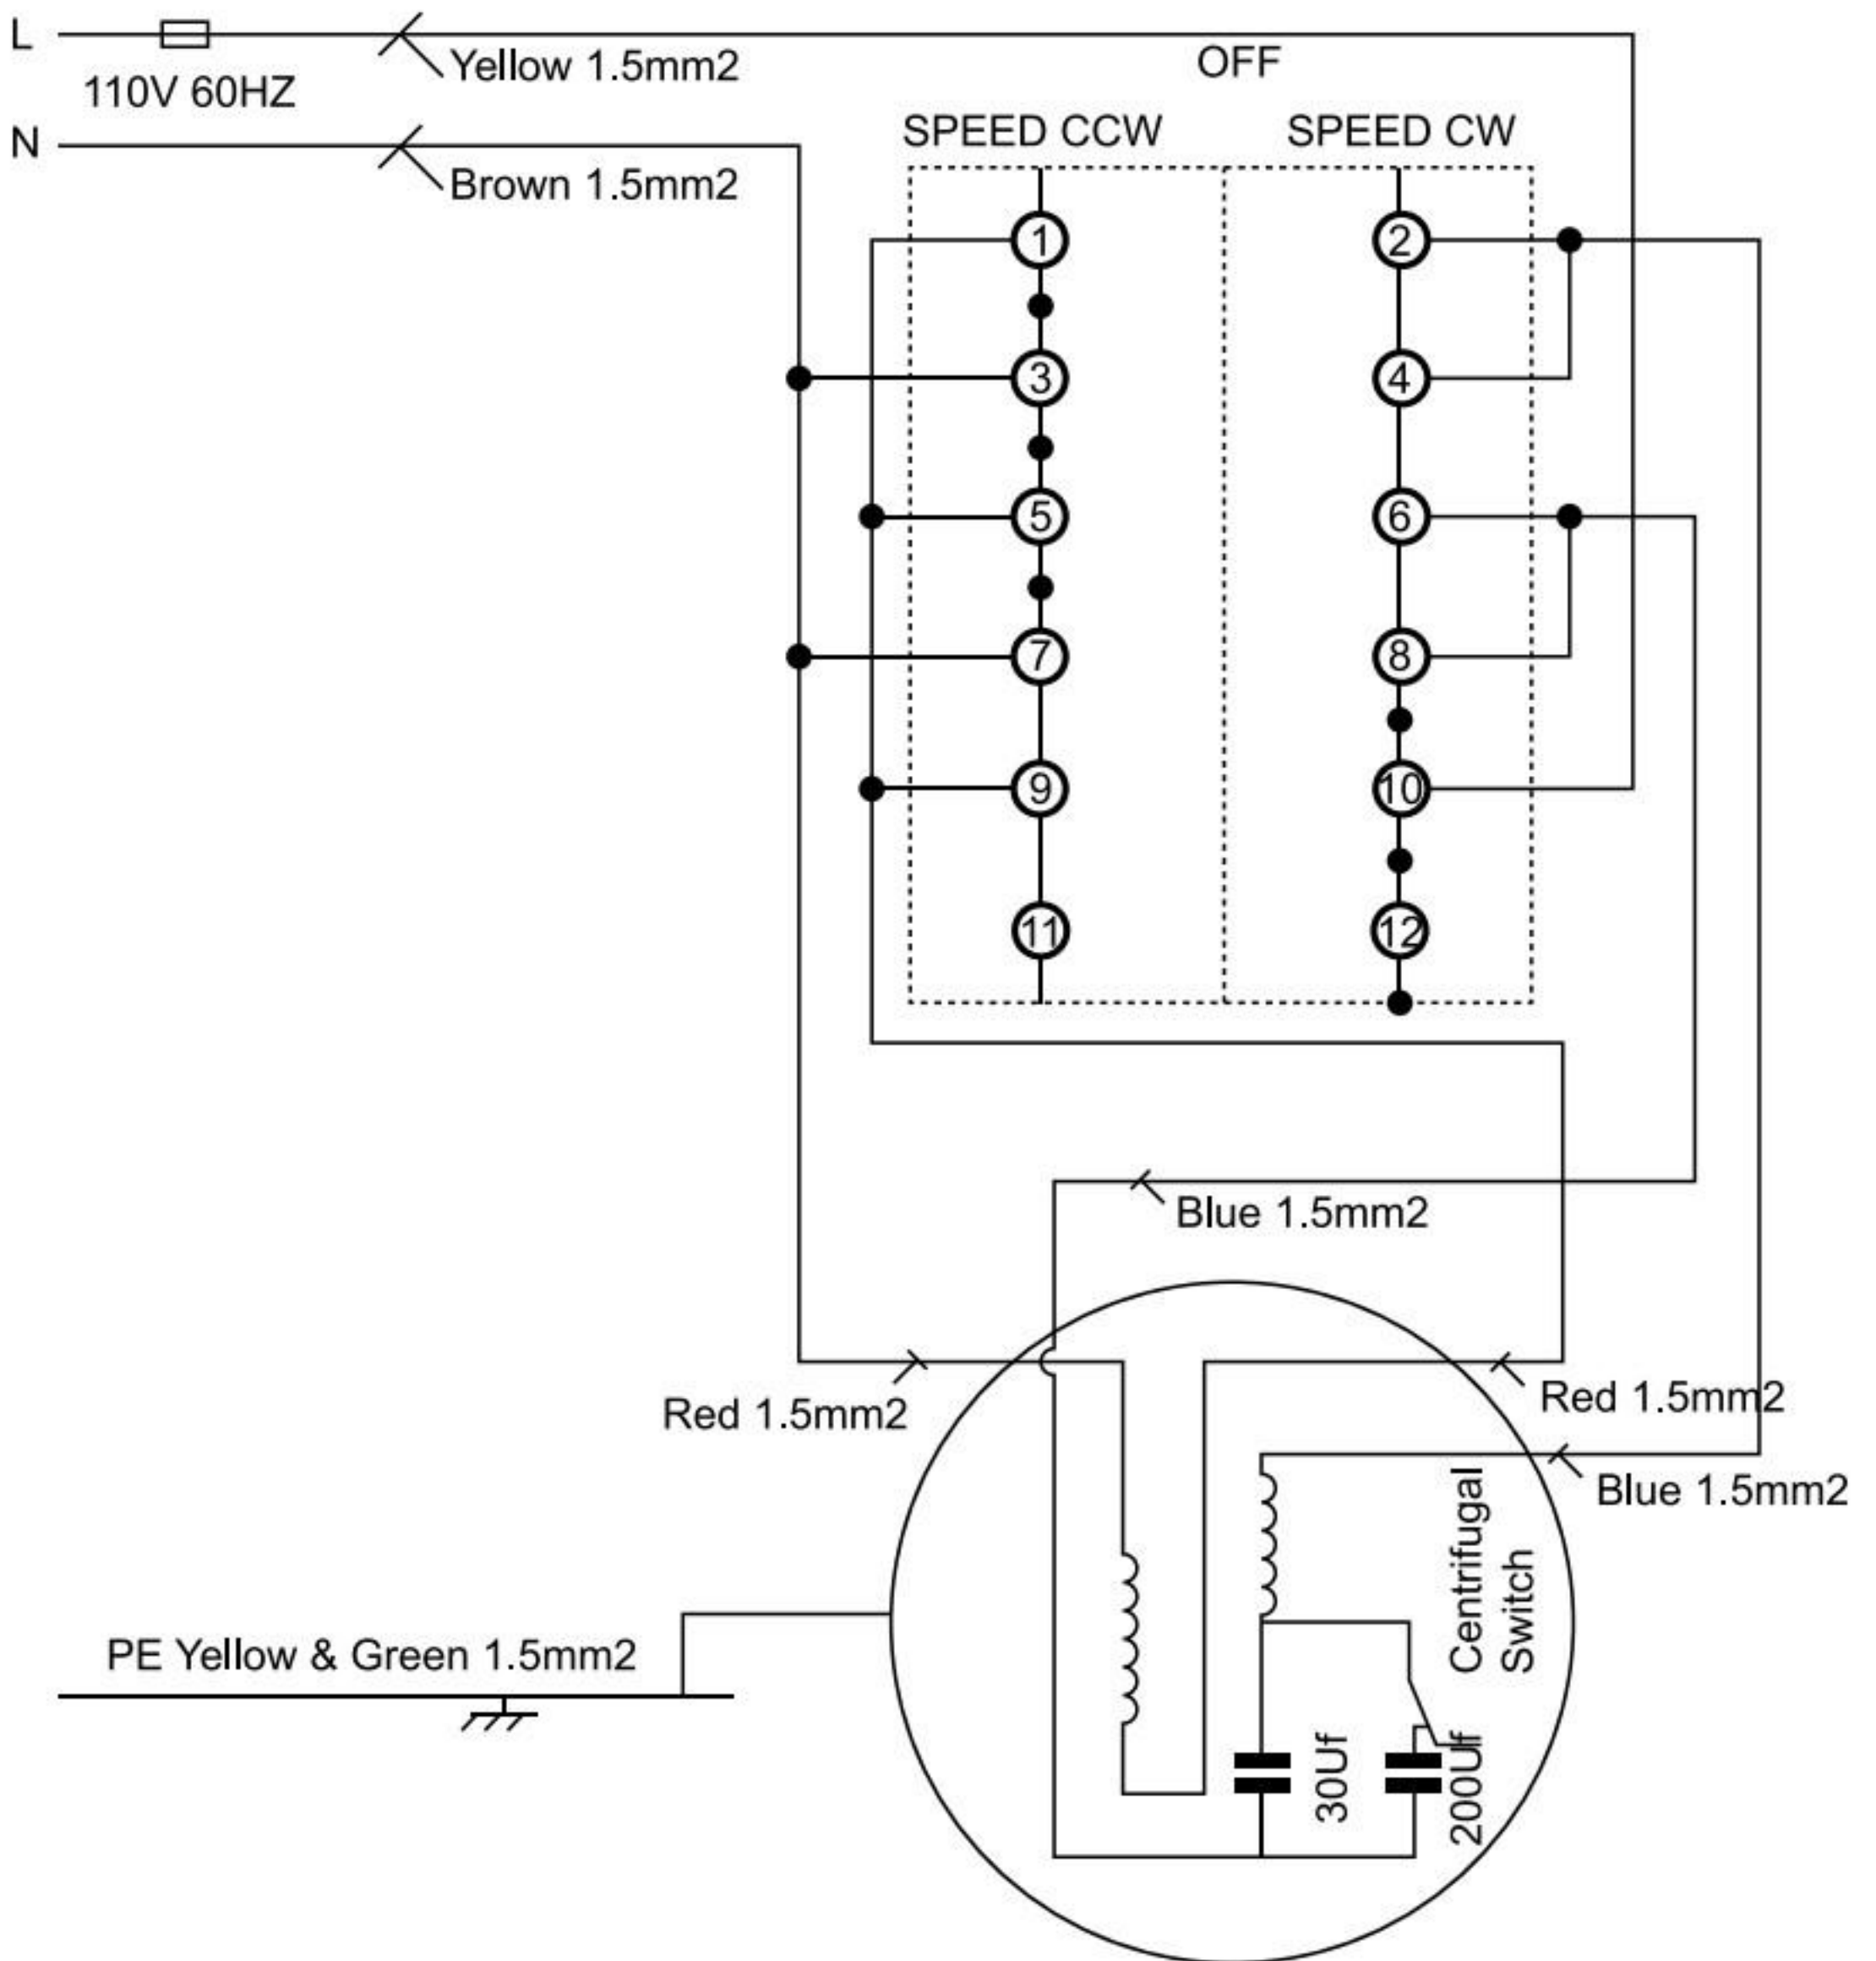 L
Yellow 1.5mm2
110V 60HZ
OFF
N
Brown 1.5mm2
SPEED CCW
SPEED CW
1
2
3
4
5
6
7
8
9
10
11
12
Blue 1.5mm2
Red 1.5mm2
Red 1.5mm2
Blue 1.5mm2
Centrifugal
Switch
PE Yellow & Green 1.5mm2
30Uf
200Uf